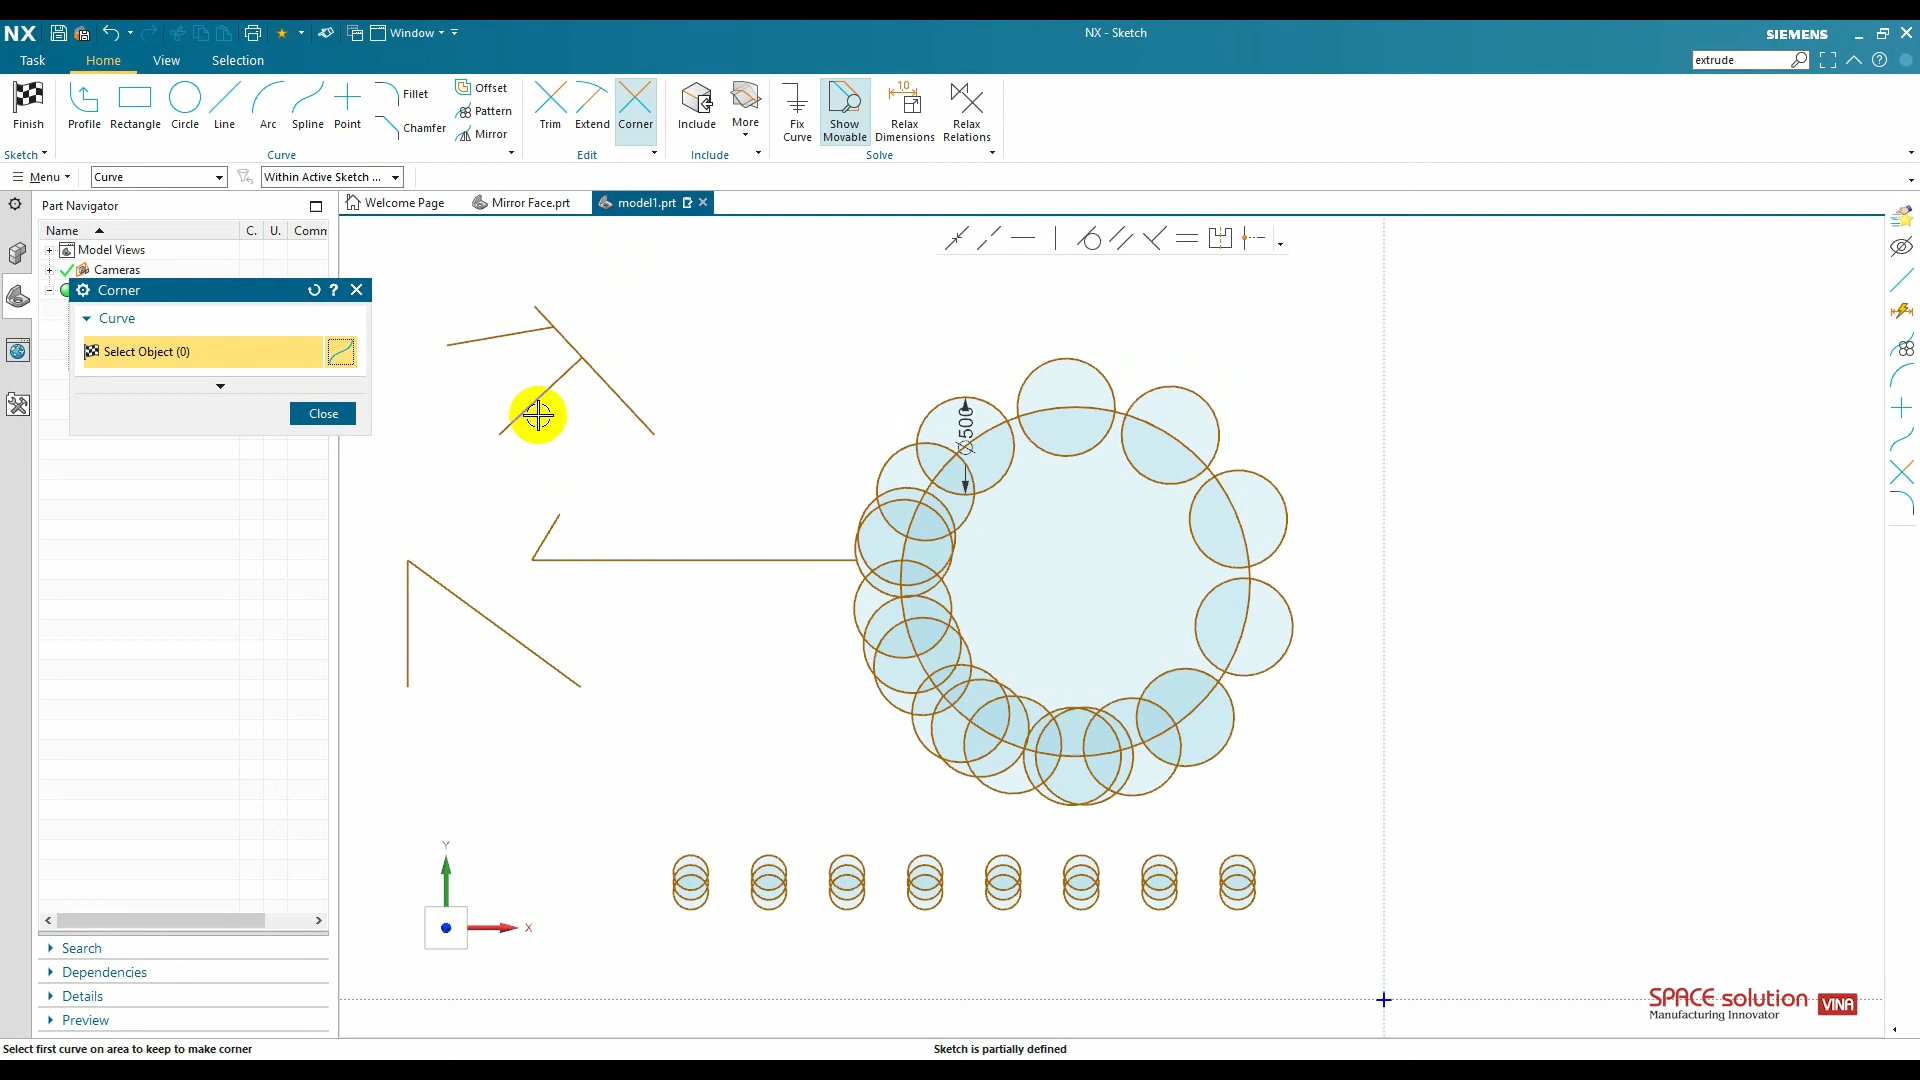 NX
Window
NX - Sketch
SIEMENS
Task
Home
View
Selection
extrude
Finish
Profile
Rectangle
Circle
Line
Arc
Spline
Point
Fillet
Chamfer
Offset
Pattern
Mirror
Trim
Extend
Corner
Include
More
Fix Curve
Show Movable
1.0
Relax Dimensions
Relax Relations
Sketch
Curve
Edit
Include
Solve
Menu
Curve
Within Active Sketch ...
Part Navigator
Welcome Page
Mirror Face.prt
model1.prt
Name
C.
U.
Comm
Model Views
Cameras
Corner
?
Curve
Select Object (0)
Close
Ø500
Y
X
Search
Dependencies
Details
Preview
SPACE solution VINA
Manufacturing Innovator
Select first curve on area to keep to make corner
Sketch is partially defined